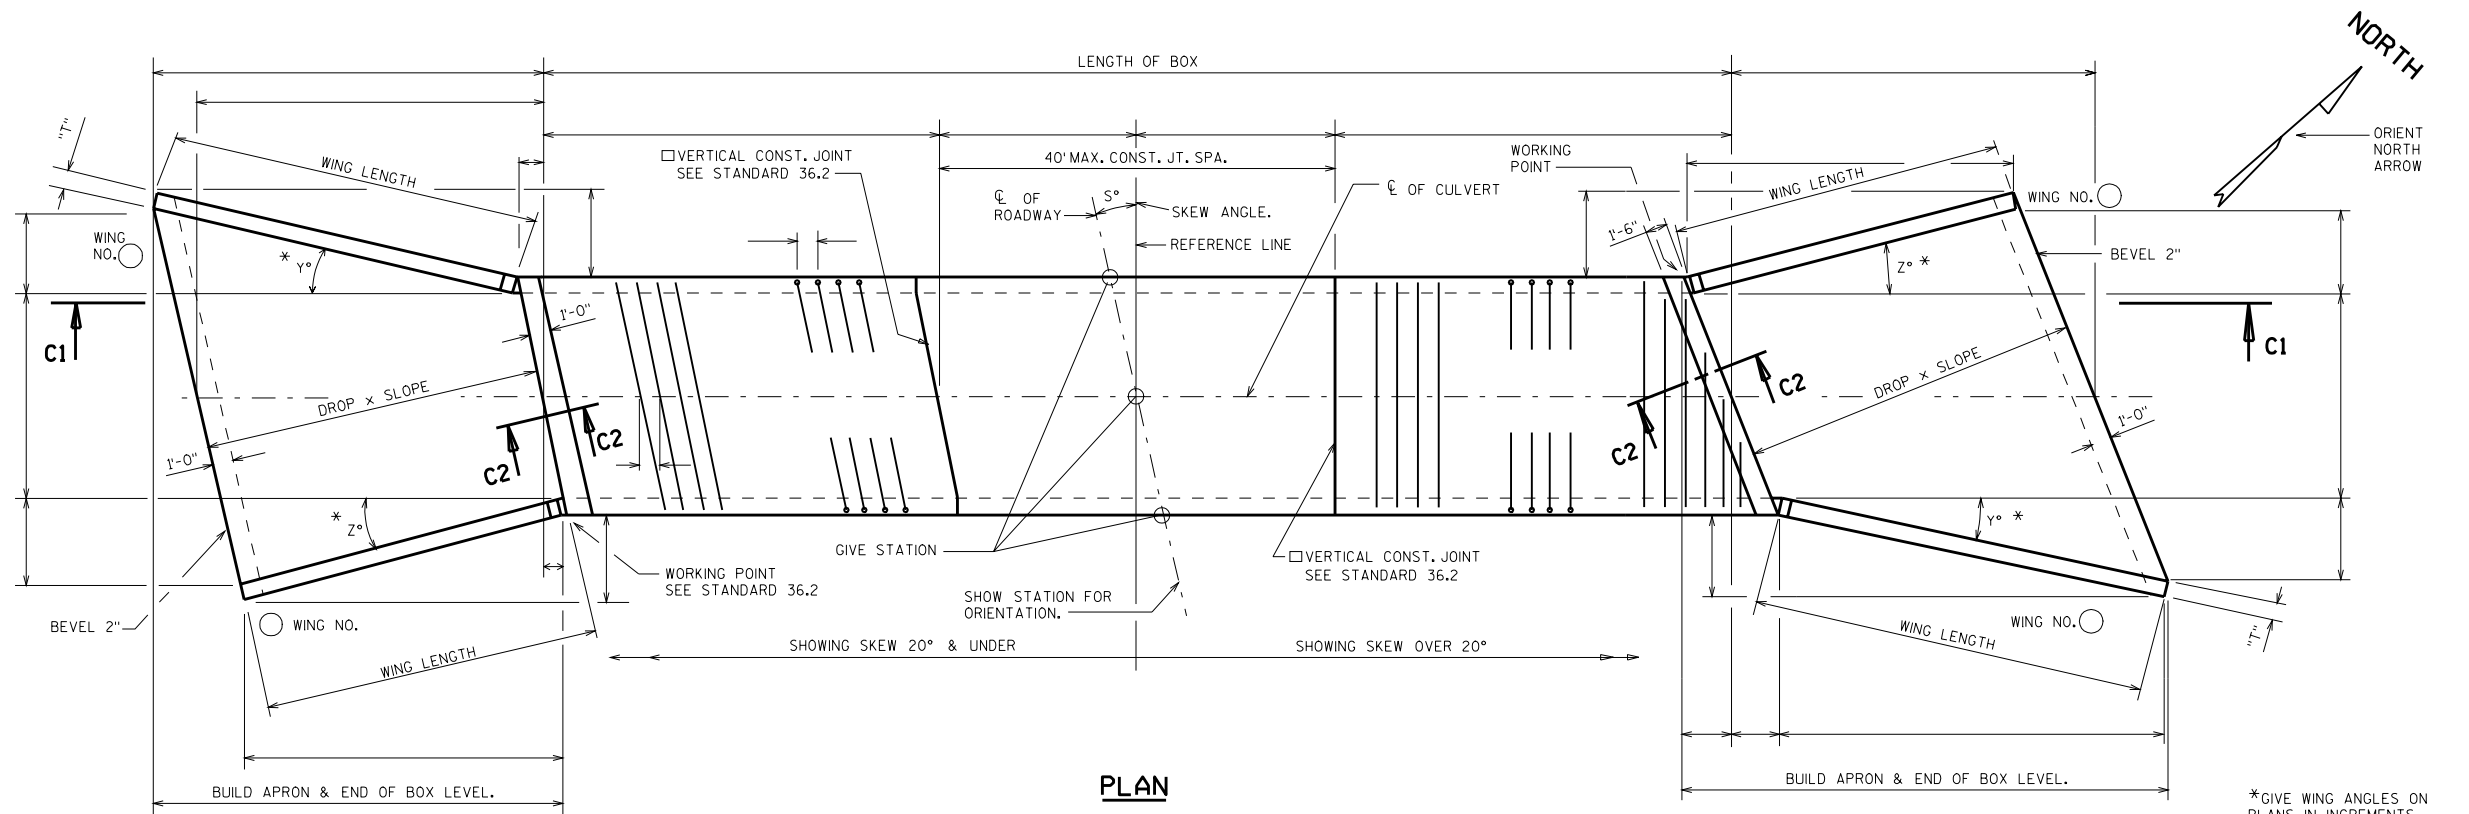 NORTH
LENGTH OF BOX
"T"
WING LENGTH
□ VERTICAL CONST. JOINT
SEE STANDARD 36.2
40' MAX. CONST. JT. SPA.
WORKING
POINT
ORIENT
NORTH
ARROW
℄ OF
ROADWAY
S°
SKEW ANGLE.
REFERENCE LINE
℄ OF CULVERT
1'-6"
WING LENGTH
WING NO.
WING
NO.
* Y°
Z° *
BEVEL 2"
C1
1'-0"
C1
DROP x SLOPE
C2
C2
1'-0"
C2
C2
DROP x SLOPE
1'-0"
* Z°
Y° *
GIVE STATION
□ VERTICAL CONST. JOINT
SEE STANDARD 36.2
WORKING POINT
SEE STANDARD 36.2
SHOW STATION FOR
ORIENTATION.
BEVEL 2"
WING NO.
WING NO.
"T"
WING LENGTH
WING LENGTH
SHOWING SKEW 20° & UNDER
SHOWING SKEW OVER 20°
PLAN
BUILD APRON & END OF BOX LEVEL.
BUILD APRON & END OF BOX LEVEL.
*GIVE WING ANGLES ON
PLANS IN INCREMENTS